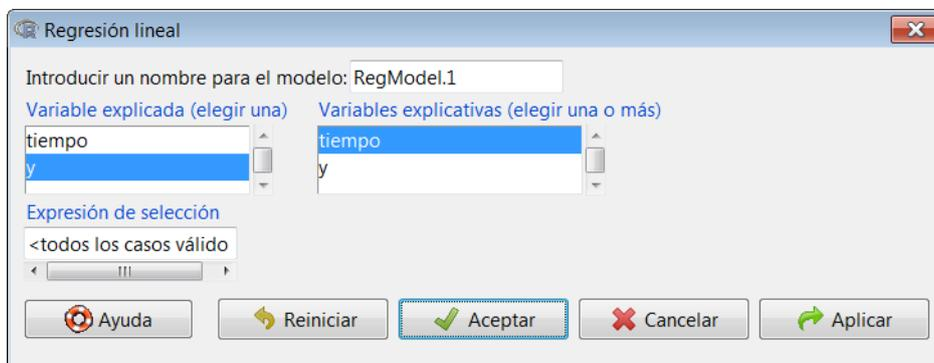 Regresión lineal
Introducir un nombre para el modelo: RegModel.1
Variable explicada (elegir una) Variables explicativas (elegir una o más)
tiempo tiempo
y y
Expresión de selección
<todos los casos válido
Ayuda Reiniciar Aceptar Cancelar Aplicar